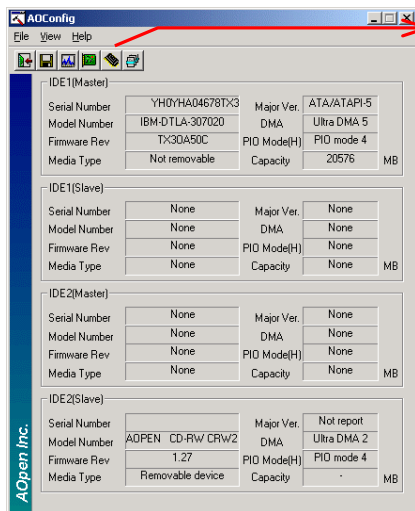 AOConfig
File View Help
IDE1(Master)
Serial Number YH0YHA04678TX3 Major Ver. ATA/ATAPI-5
Model Number IBM-DTLA-307020 DMA Ultra DMA 5
Firmware Rev TX3OA50C PIO Mode(H) PIO mode 4
Media Type Not removable Capacity 20576 MB
IDE1(Slave)
Serial Number None Major Ver. None
Model Number None DMA None
Firmware Rev None PIO Mode(H) None
Media Type None Capacity None MB
IDE2(Master)
Serial Number None Major Ver. None
Model Number None DMA None
Firmware Rev None PIO Mode(H) None
Media Type None Capacity None MB
IDE2(Slave)
Serial Number Major Ver. Not report
Model Number AOPEN CD-RW CRW2 DMA Ultra DMA 2
Firmware Rev 1.27 PIO Mode(H) PIO mode 4
Media Type Removable device Capacity - MB
AOpen Inc.